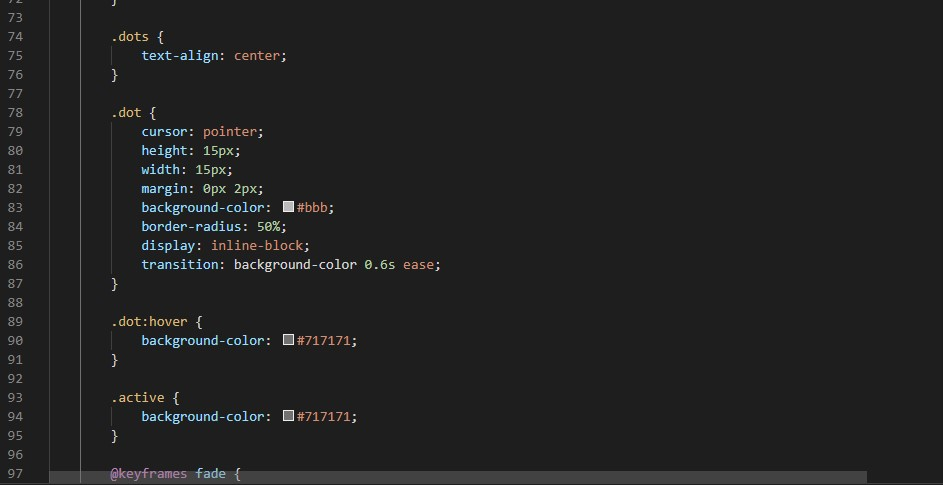 72 }
73
74 .dots {
75 text-align: center;
76 }
77
78 .dot {
79 cursor: pointer;
80 height: 15px;
81 width: 15px;
82 margin: 0px 2px;
83 background-color: #bbb;
84 border-radius: 50%;
85 display: inline-block;
86 transition: background-color 0.6s ease;
87 }
88
89 .dot:hover {
90 background-color: #717171;
91 }
92
93 .active {
94 background-color: #717171;
95 }
96
97 @keyframes fade {